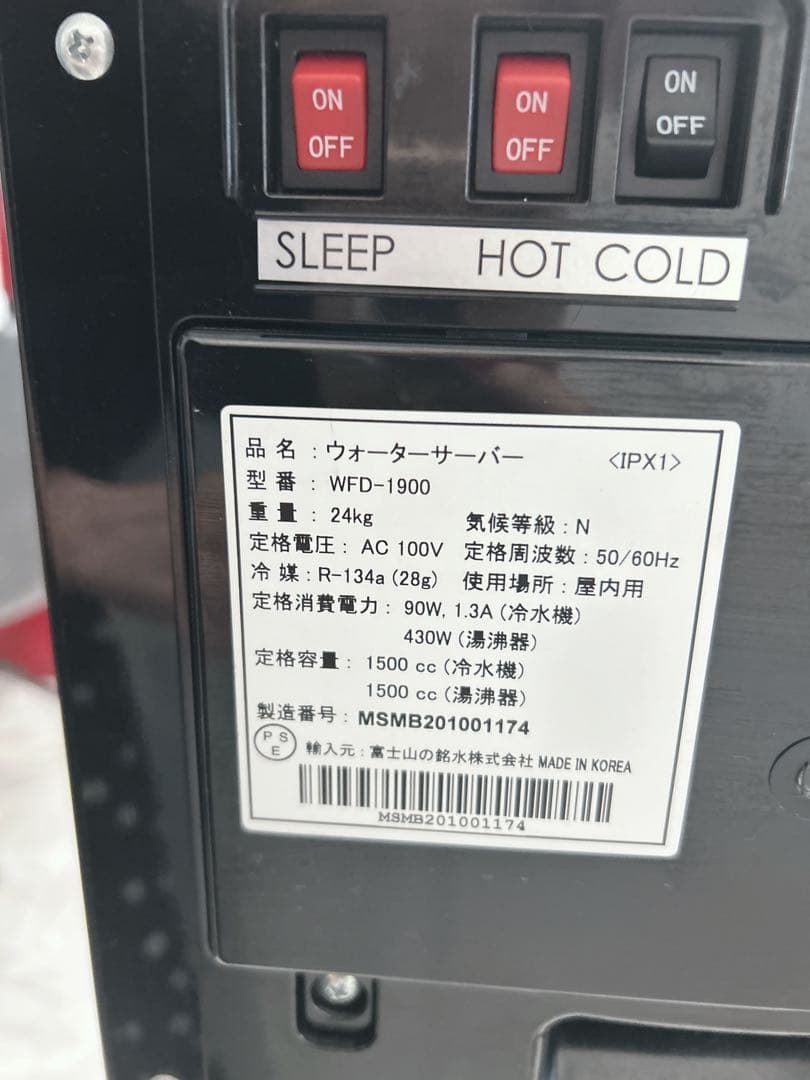 ON ON ON
OFF OFF OFF
SLEEP HOT COLD
品 名 : ウォーターサーバー <IPX1>
型 番 : WFD-1900
重 量 : 24kg 気候等級 : N
定格電圧 : AC 100V 定格周波数 : 50/60Hz
冷 媒 : R-134a (28g) 使用場所 : 屋内用
定格消費電力 : 90W, 1.3A (冷水機)
430W (湯沸器)
定格容量 : 1500 cc (冷水機)
1500 cc (湯沸器)
製造番号 : MSMB201001174
PSE 輸入元 : 富士山の銘水株式会社 MADE IN KOREA
MSMB201001174